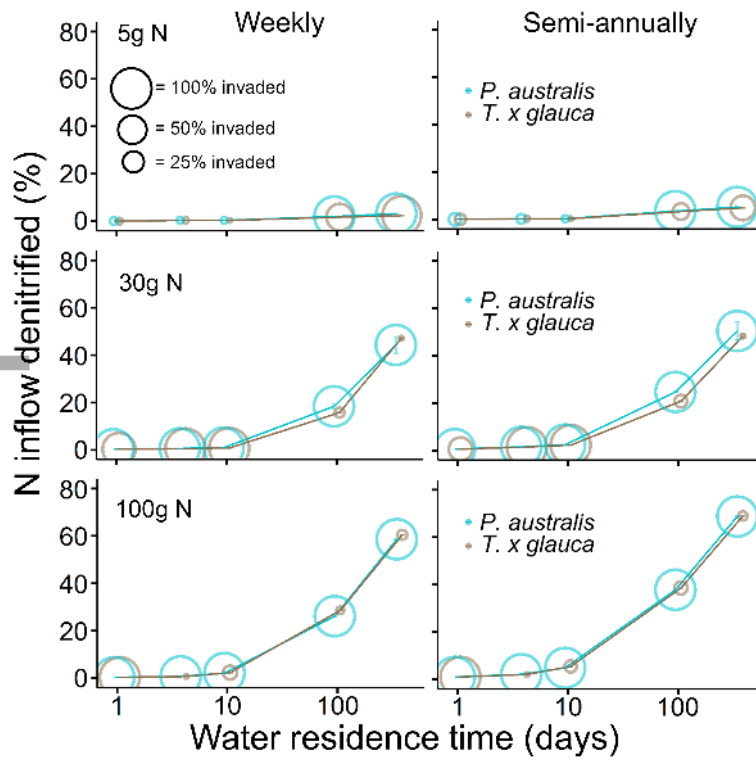 Weekly
Semi-annually
5g N
= 100% invaded
= 50% invaded
= 25% invaded
80
60
40
20
0
P. australis
T. x glauca
30g N
80
60
40
20
0
P. australis
T. x glauca
100g N
80
60
40
20
0
P. australis
T. x glauca
1 10 100
1 10 100
N inflow denitrified (%)
Water residence time (days)